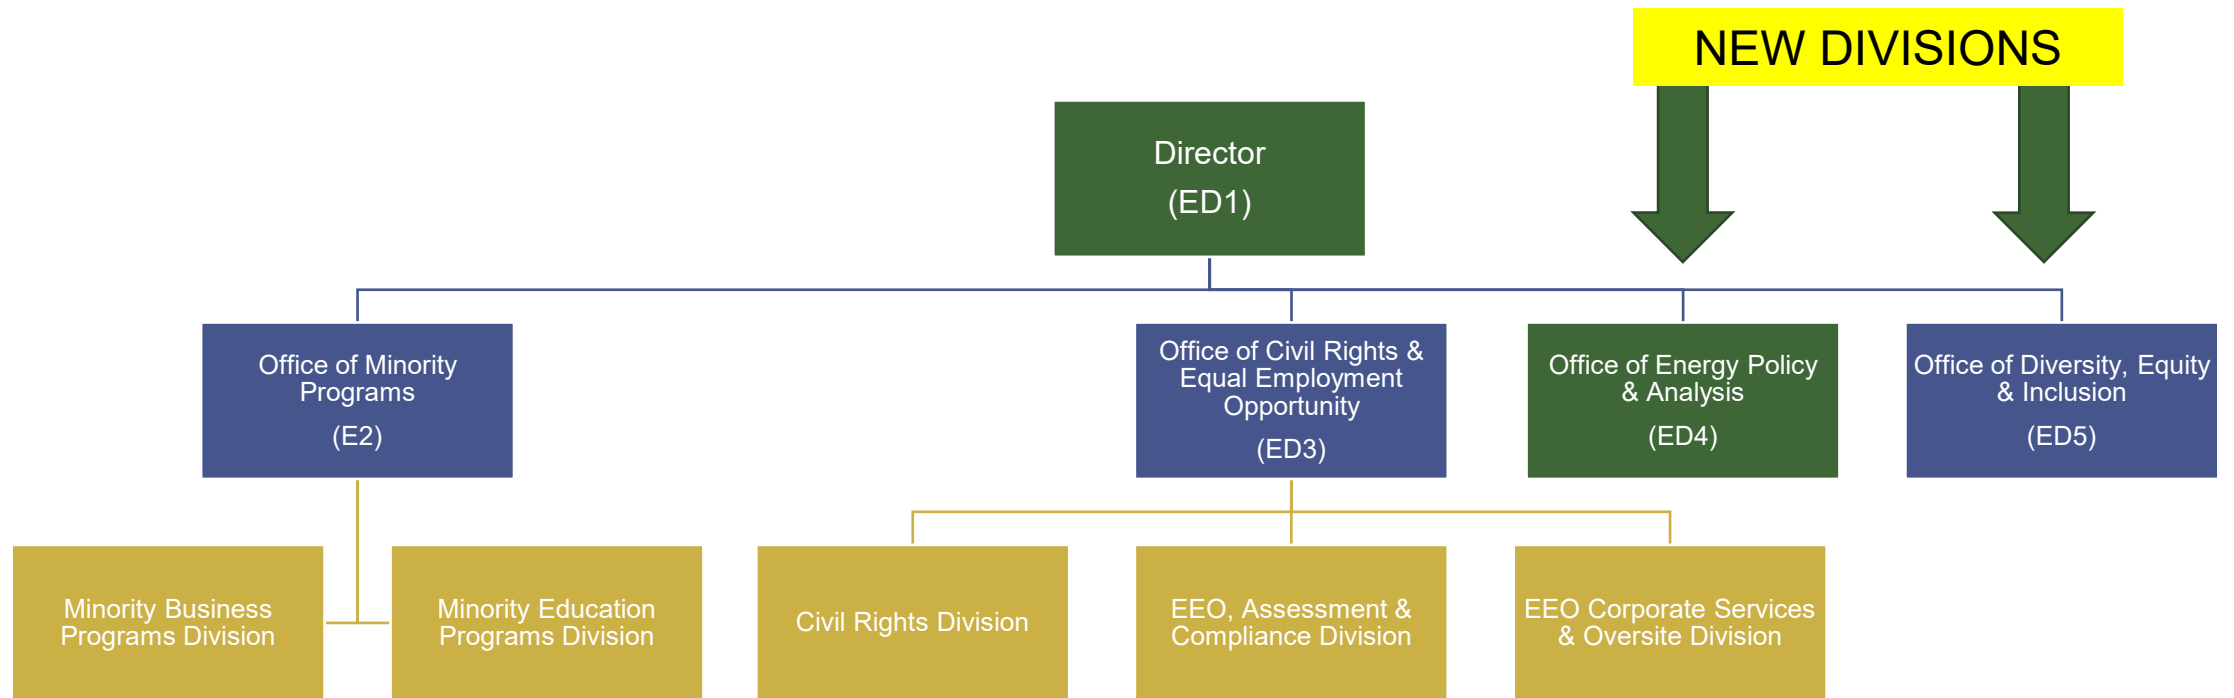 NEW DIVISIONS
Director
(ED1)
Office of Minority
Programs
(E2)
Office of Civil Rights &
Equal Employment
Opportunity
(ED3)
Office of Energy Policy
& Analysis
(ED4)
Office of Diversity, Equity
& Inclusion
(ED5)
Minority Business
Programs Division
Minority Education
Programs Division
Civil Rights Division
EEO, Assessment &
Compliance Division
EEO Corporate Services
& Oversite Division